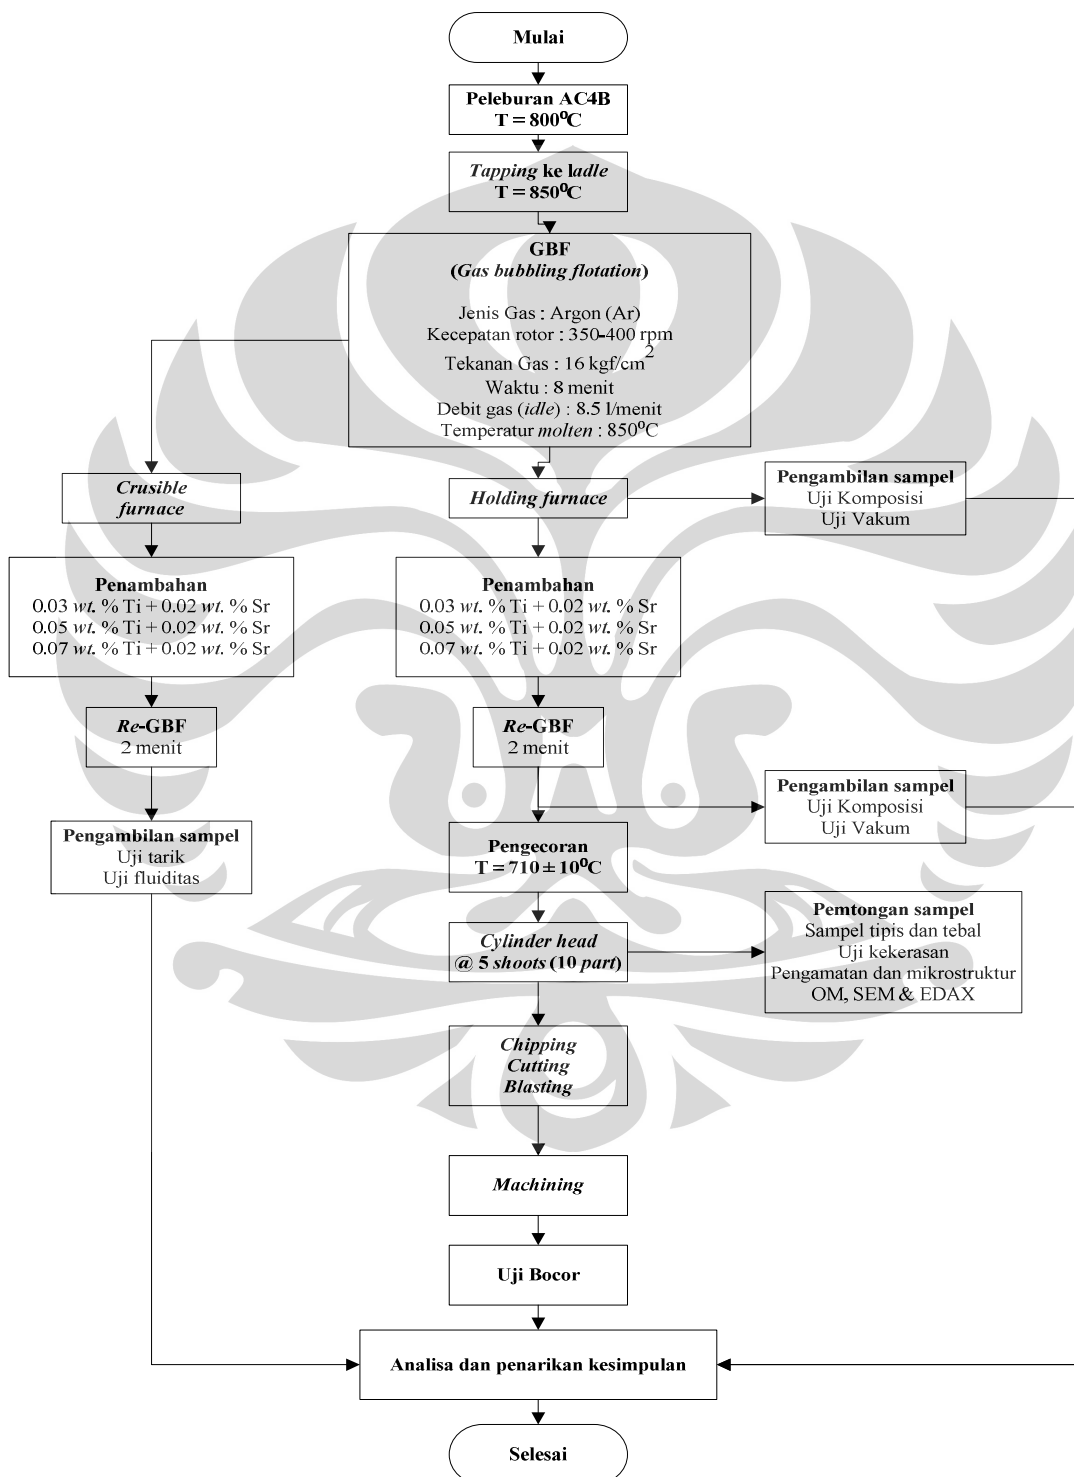 Mulai
Peleburan AC4B
T = 800⁰C
Tapping ke ladle
T = 850⁰C
GBF
(Gas bubbling flotation)
Jenis Gas : Argon (Ar)
Kecepatan rotor : 350-400 rpm
Tekanan Gas : 16 kgf/cm²
Waktu : 8 menit
Debit gas (idle) : 8.5 l/menit
Temperatur molten : 850⁰C
Crusible
furnace
Holding furnace
Pengambilan sampel
Uji Komposisi
Uji Vakum
Penambahan
0.03 wt. % Ti + 0.02 wt. % Sr
0.05 wt. % Ti + 0.02 wt. % Sr
0.07 wt. % Ti + 0.02 wt. % Sr
Penambahan
0.03 wt. % Ti + 0.02 wt. % Sr
0.05 wt. % Ti + 0.02 wt. % Sr
0.07 wt. % Ti + 0.02 wt. % Sr
Re-GBF
2 menit
Re-GBF
2 menit
Pengambilan sampel
Uji Komposisi
Uji Vakum
Pengambilan sampel
Uji tarik
Uji fluiditas
Pengecoran
T = 710 ± 10⁰C
Cylinder head
@ 5 shoots (10 part)
Pemtongan sampel
Sampel tipis dan tebal
Uji kekerasan
Pengamatan dan mikrostruktur
OM, SEM & EDAX
Chipping
Cutting
Blasting
Machining
Uji Bocor
Analisa dan penarikan kesimpulan
Selesai